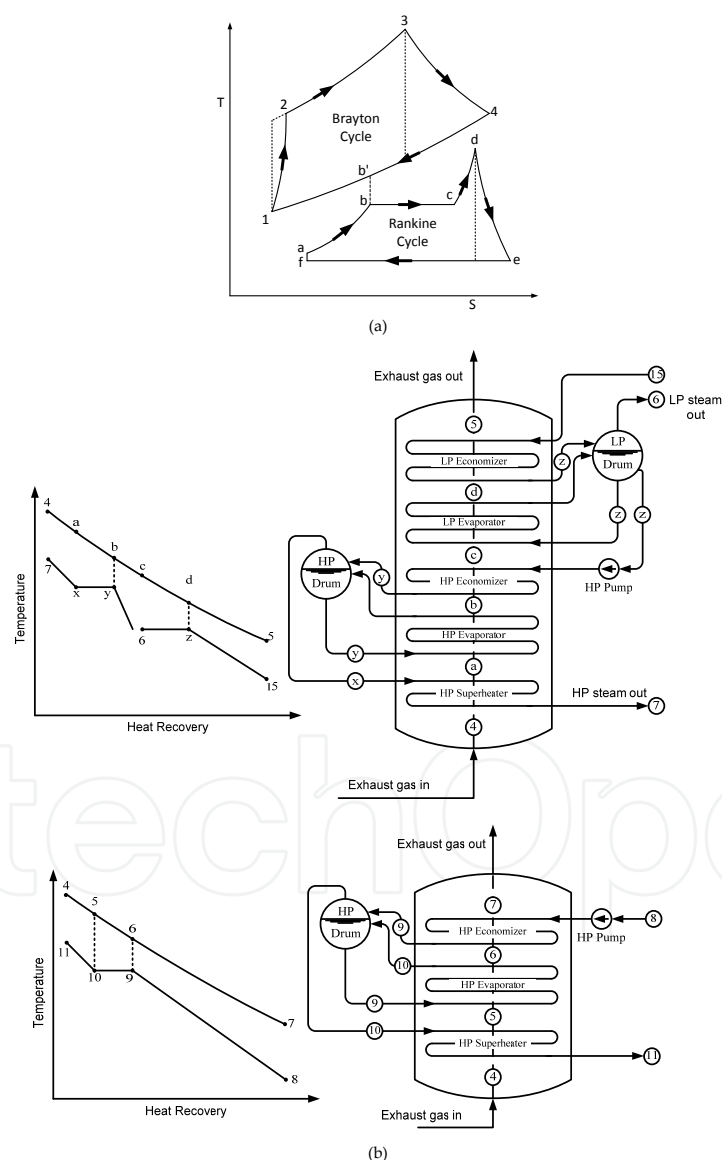 T
3
2
4
Brayton
Cycle
d
b'
b
c
1
Rankine
Cycle
a
f
e
S
(a)
Exhaust gas out
15
6
LP steam
out
5
LP
Drum
LP Economizer
z
d
LP Evaporator
z
z
c
HP
Drum
y
HP Economizer
HP Pump
b
HP Evaporator
y
a
x
HP Superheater
HP steam out
7
4
Exhaust gas in
Temperature
4
a
b
c
d
7
x
y
6
z
5
15
Heat Recovery
techOpe
Exhaust gas out
7
HP
Drum
9
HP Economizer
HP Pump
8
6
10
HP Evaporator
9
5
10
HP Superheater
11
4
Exhaust gas in
Temperature
4
5
6
11
10
9
7
8
Heat Recovery
(b)